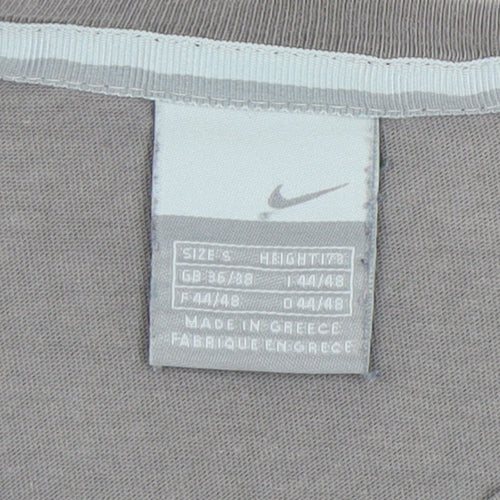 SIZE S HEIGHT 173
GB 36/38 I 44/48
F 44/48 D 44/48
MADE IN GREECE
FABRIQUE EN GRECE